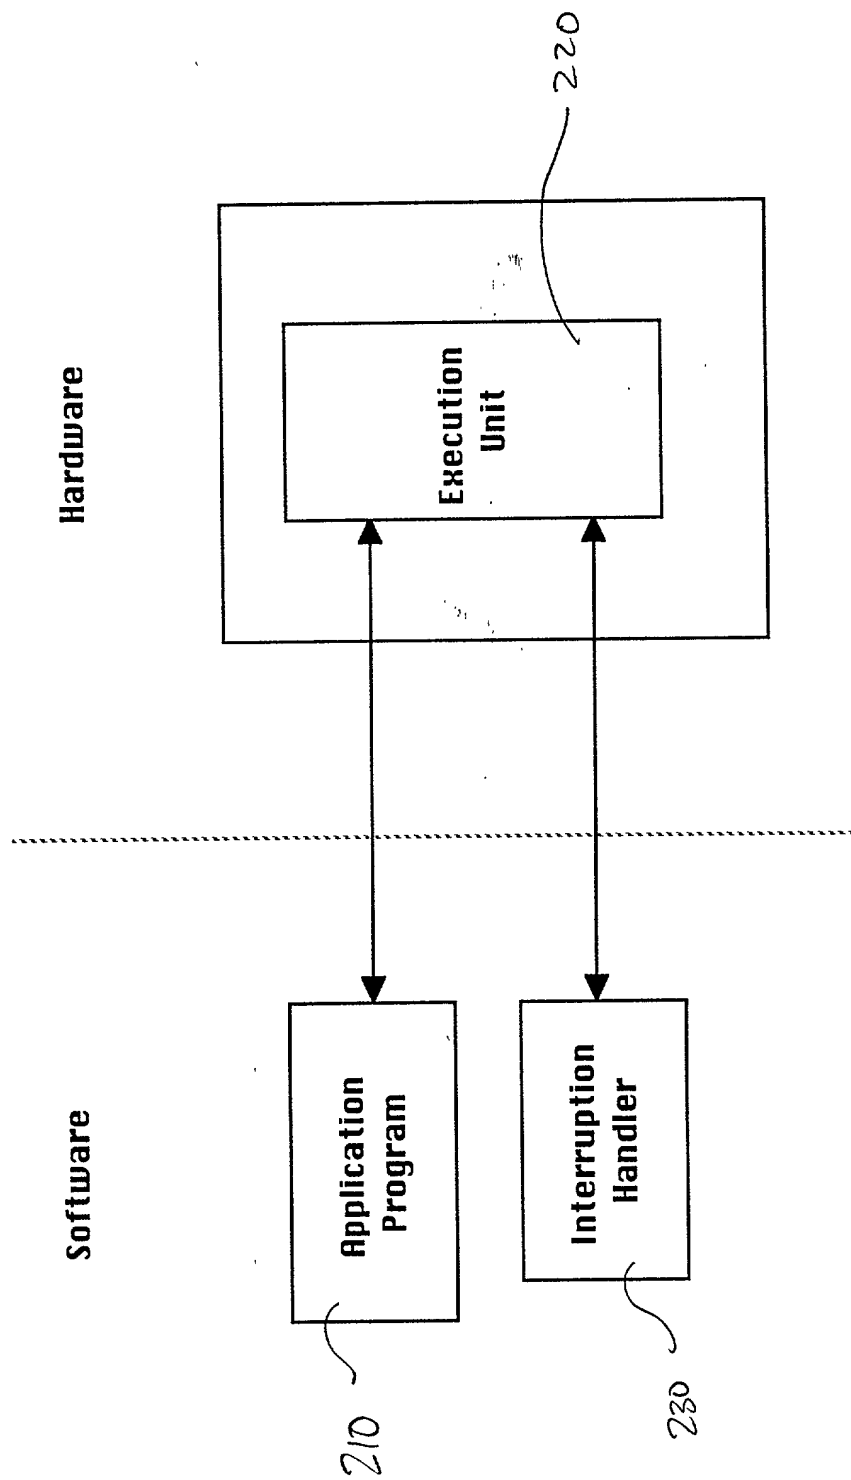 Software
Hardware
Application
Program
Execution
Unit
Interruption
Handler
210
220
230